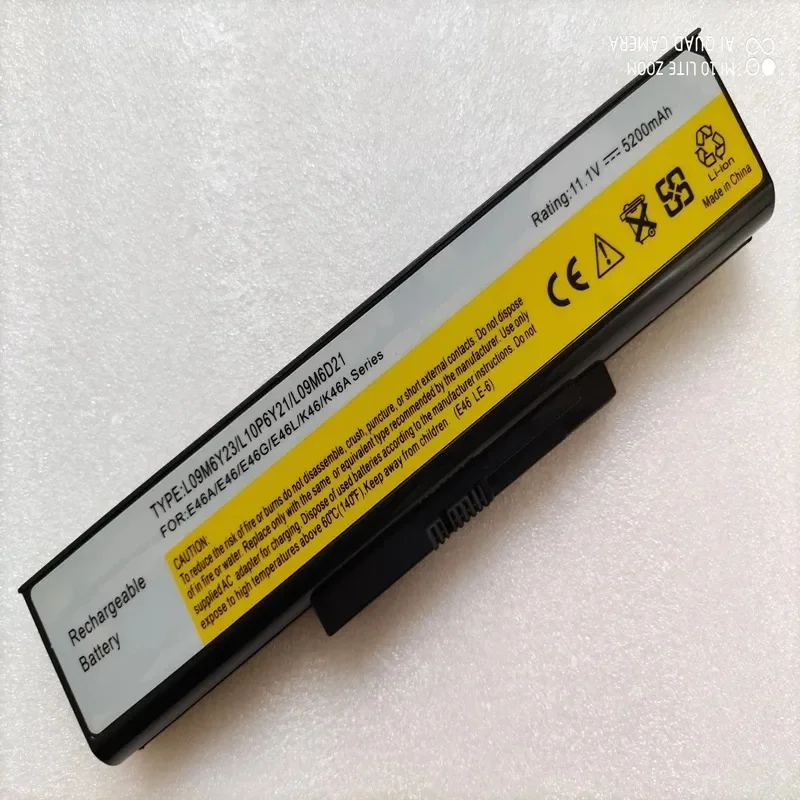 MI 10 LITE ZOOM
AI QUAD CAMERA
Rating:11.1V 5200mAh
Li-ion
Made in China
CE
TYPE:L09M6Y23/L10P6Y21/L09M6D21
FOR:E46A/E46/E46G/E46L/K46/K46A Series
CAUTION:
To reduce the risk of fire or burns do not disassemble, crush, puncture, or short external contacts. Do not dispose
of in fire or water. Replace only with the same or equivalent type recommended by the manufacturer. Use only
supplied AC adapter for charging. Dispose of used batteries according to the manufacturer instructions. Do not
expose to high temperatures above 60℃(140℉).Keep away from children. (E46 LE-6)
Rechargeable
Battery